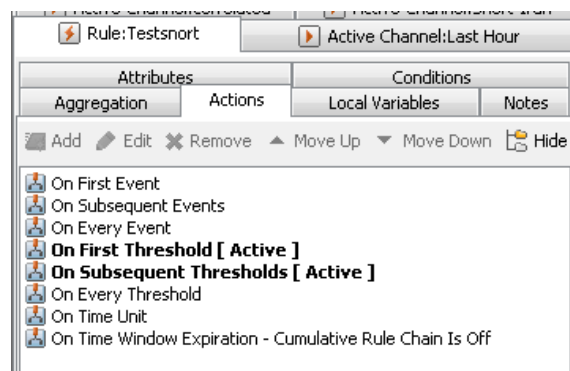 Rule:Testsnort
Active Channel:Last Hour
Attributes
Conditions
Aggregation
Actions
Local Variables
Notes
Add
Edit
Remove
Move Up
Move Down
Hide
On First Event
On Subsequent Events
On Every Event
On First Threshold [ Active ]
On Subsequent Thresholds [ Active ]
On Every Threshold
On Time Unit
On Time Window Expiration - Cumulative Rule Chain Is Off